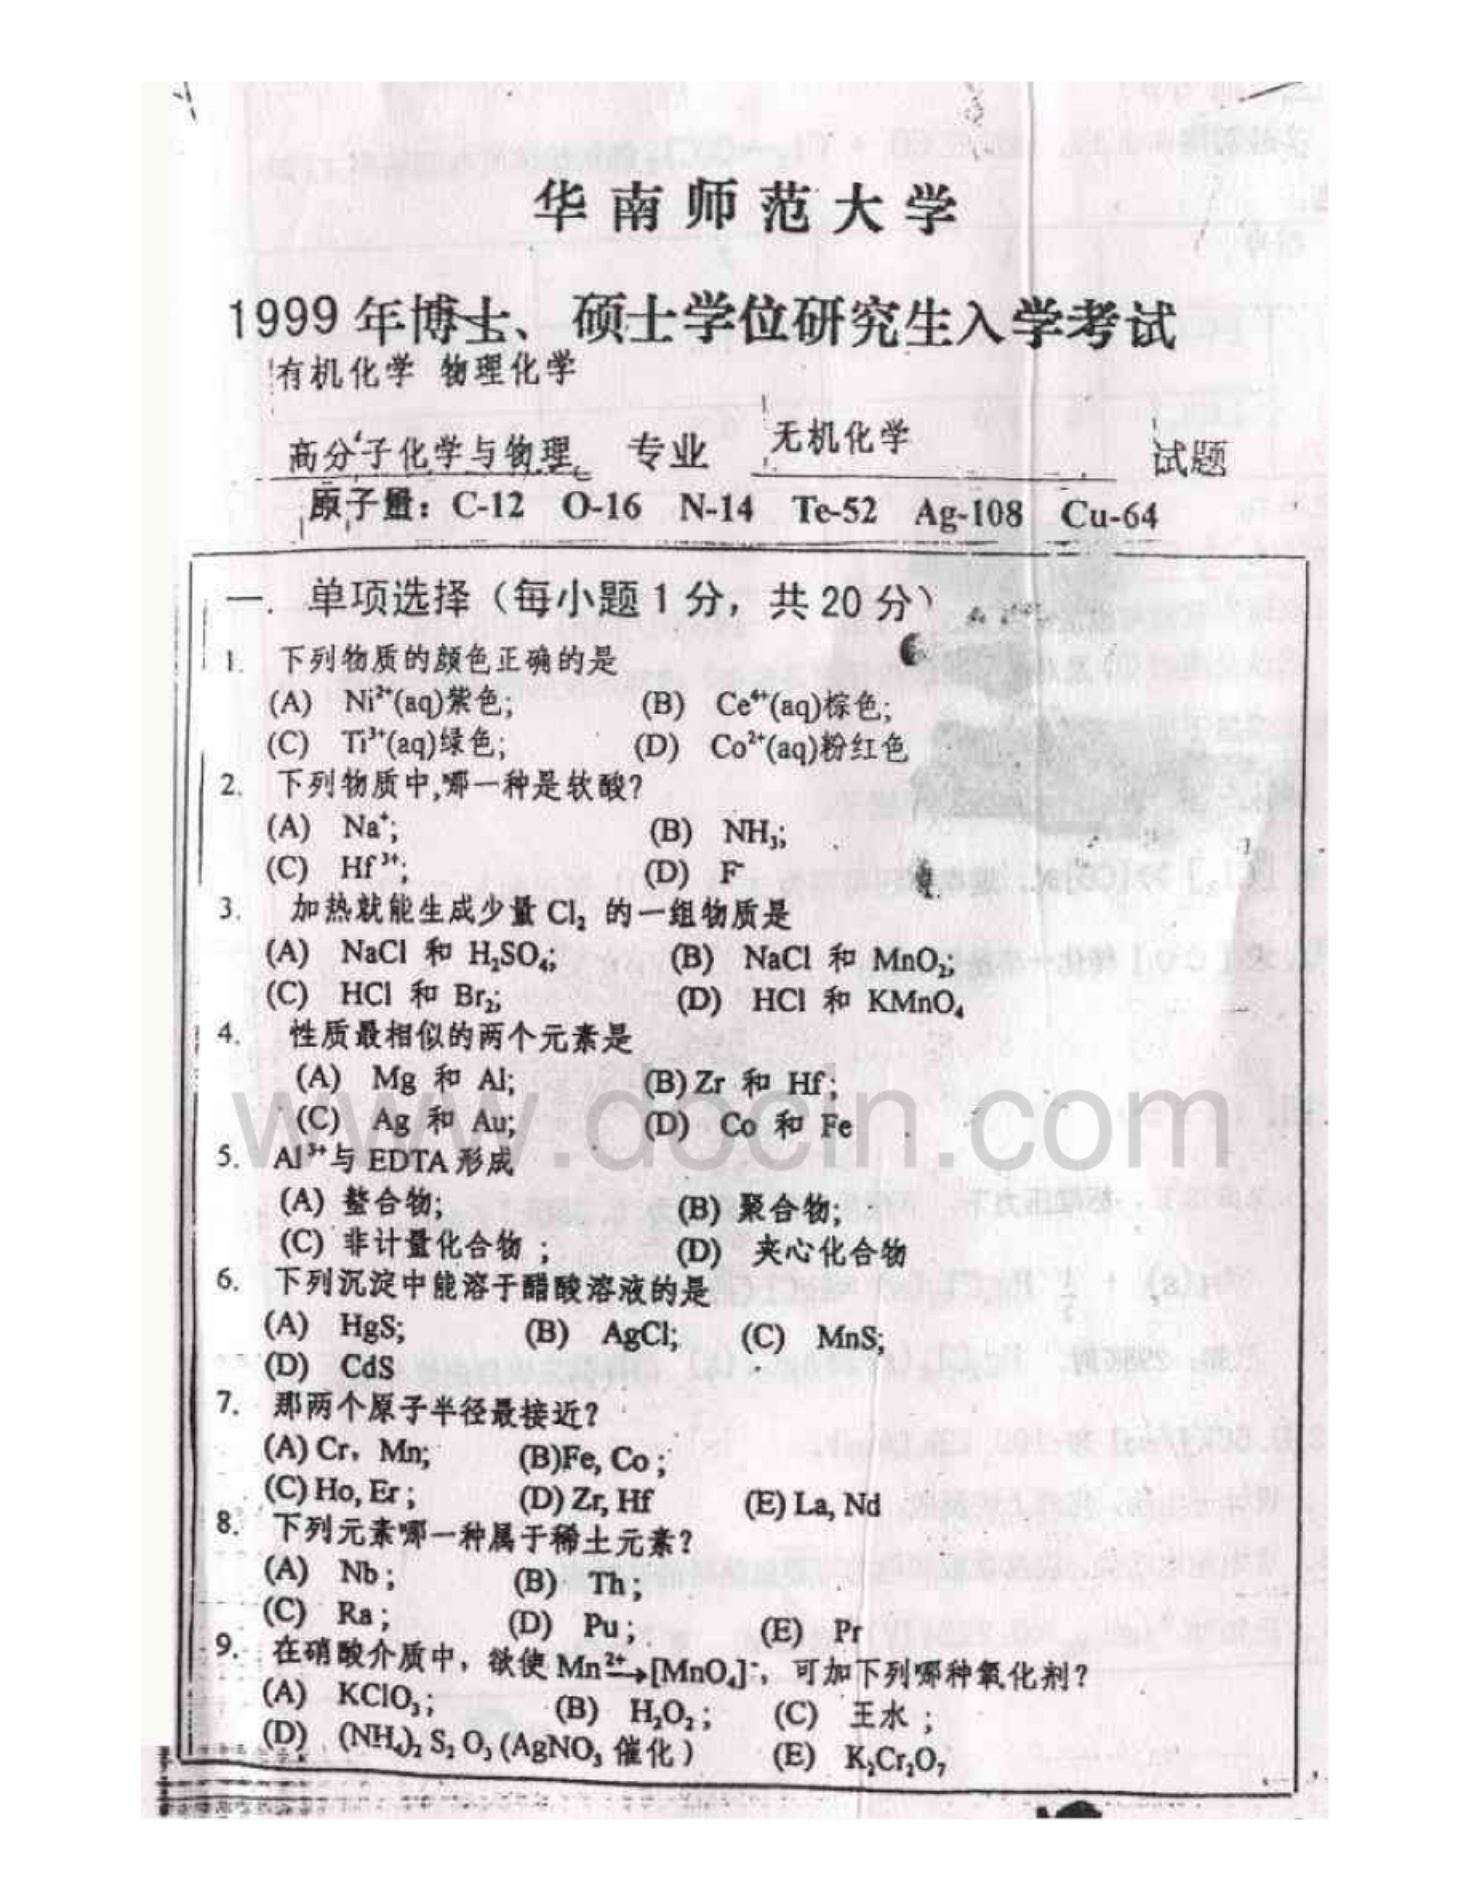 华南师范大学
1999年博士、硕士学位研究生入学考试
有机化学 物理化学
高分子化学与物理 专业 无机化学 试题
原子量：C-12 O-16 N-14 Te-52 Ag-108 Cu-64
一. 单项选择（每小题1分，共20分）
1. 下列物质的颜色正确的是
(A) Ni²⁺(aq)紫色; (B) Ce⁴⁺(aq)棕色;
(C) Ti³⁺(aq)绿色; (D) Co²⁺(aq)粉红色
2. 下列物质中,哪一种是软酸?
(A) Na⁺; (B) NH₃;
(C) Hf³⁺; (D) F⁻
3. 加热就能生成少量Cl₂的一组物质是
(A) NaCl 和 H₂SO₄; (B) NaCl 和 MnO₂;
(C) HCl 和 Br₂; (D) HCl 和 KMnO₄
4. 性质最相似的两个元素是
(A) Mg 和 Al; (B) Zr 和 Hf;
(C) Ag 和 Au; (D) Co 和 Fe
www.docin.com
5. Al³⁺与EDTA形成
(A) 螯合物; (B) 聚合物;
(C) 非计量化合物; (D) 夹心化合物
6. 下列沉淀中能溶于醋酸溶液的是
(A) HgS; (B) AgCl; (C) MnS;
(D) CdS
7. 那两个原子半径最接近?
(A) Cr, Mn; (B)Fe, Co;
(C) Ho, Er; (D) Zr, Hf (E) La, Nd
8. 下列元素哪一种属于稀土元素?
(A) Nb; (B) Th;
(C) Ra; (D) Pu; (E) Pr
9. 在硝酸介质中，欲使Mn²⁺→[MnO₄]⁻，可加下列哪种氧化剂?
(A) KClO₃; (B) H₂O₂; (C) 王水;
(D) (NH₄)₂S₂O₃(AgNO₃催化) (E) K₂Cr₂O₇